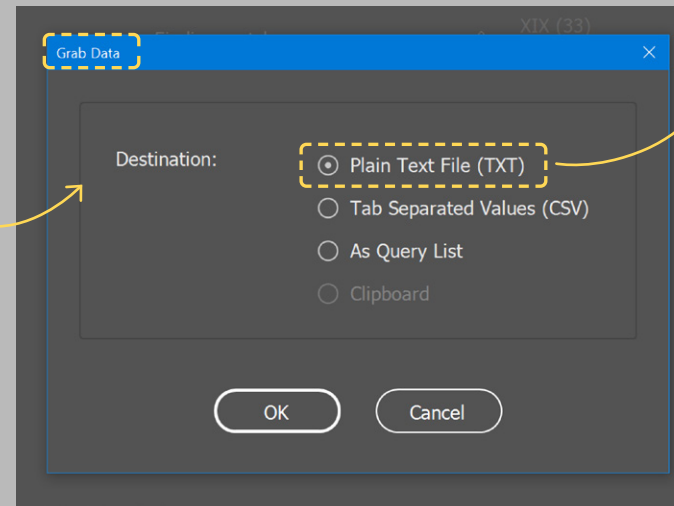 XIX (33)
Grab Data
Destination:
Plain Text File (TXT)
Tab Separated Values (CSV)
As Query List
Clipboard
OK
Cancel